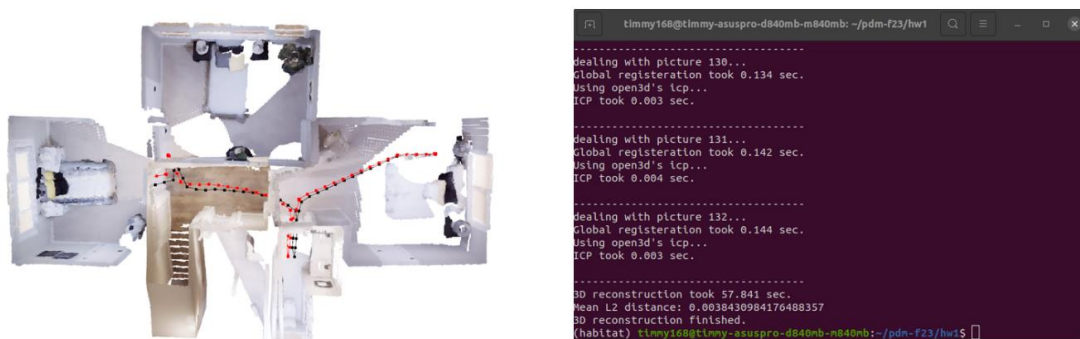 timmy168@timmy-asuspro-d840mb-m840mb: ~/pdm-f23/hw1
------------------------------------
dealing with picture 130...
Global registeration took 0.134 sec.
Using open3d's icp...
ICP took 0.003 sec.
------------------------------------
dealing with picture 131...
Global registeration took 0.142 sec.
Using open3d's icp...
ICP took 0.004 sec.
------------------------------------
dealing with picture 132...
Global registeration took 0.144 sec.
Using open3d's icp...
ICP took 0.003 sec.
------------------------------------
3D reconstruction took 57.841 sec.
Mean L2 distance: 0.0038430984176488357
3D reconstruction finished.
(habitat) timmy168@timmy-asuspro-d840mb-m840mb:~/pdm-f23/hw1$